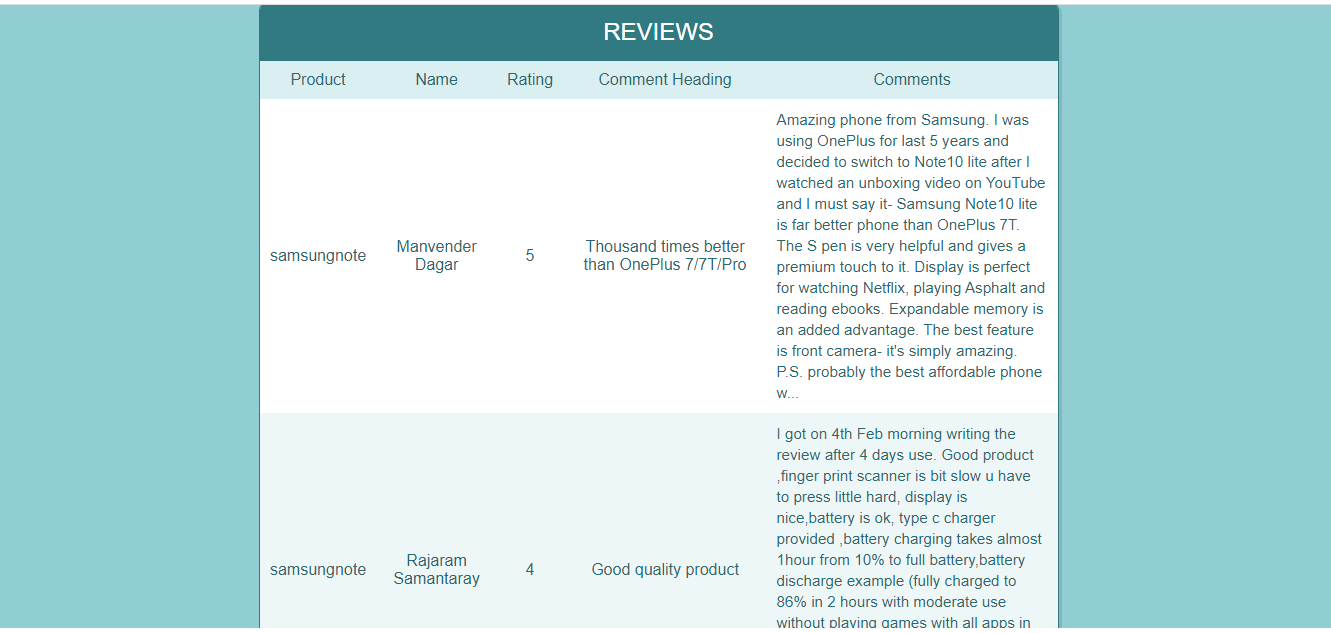 REVIEWS
Product Name Rating Comment Heading Comments
Amazing phone from Samsung. I was
using OnePlus for last 5 years and
decided to switch to Note10 lite after I
watched an unboxing video on YouTube
and I must say it- Samsung Note10 lite
is far better phone than OnePlus 7T.
The S pen is very helpful and gives a
premium touch to it. Display is perfect
for watching Netflix, playing Asphalt and
reading ebooks. Expandable memory is
an added advantage. The best feature
is front camera- it's simply amazing.
P.S. probably the best affordable phone
w...
samsungnote
Manvender
Dagar
5
Thousand times better
than OnePlus 7/7T/Pro
I got on 4th Feb morning writing the
review after 4 days use. Good product
,finger print scanner is bit slow u have
to press little hard, display is
nice,battery is ok, type c charger
provided ,battery charging takes almost
1hour from 10% to full battery,battery
discharge example (fully charged to
86% in 2 hours with moderate use
without playing games with all apps in
samsungnote
Rajaram
Samantaray
4
Good quality product